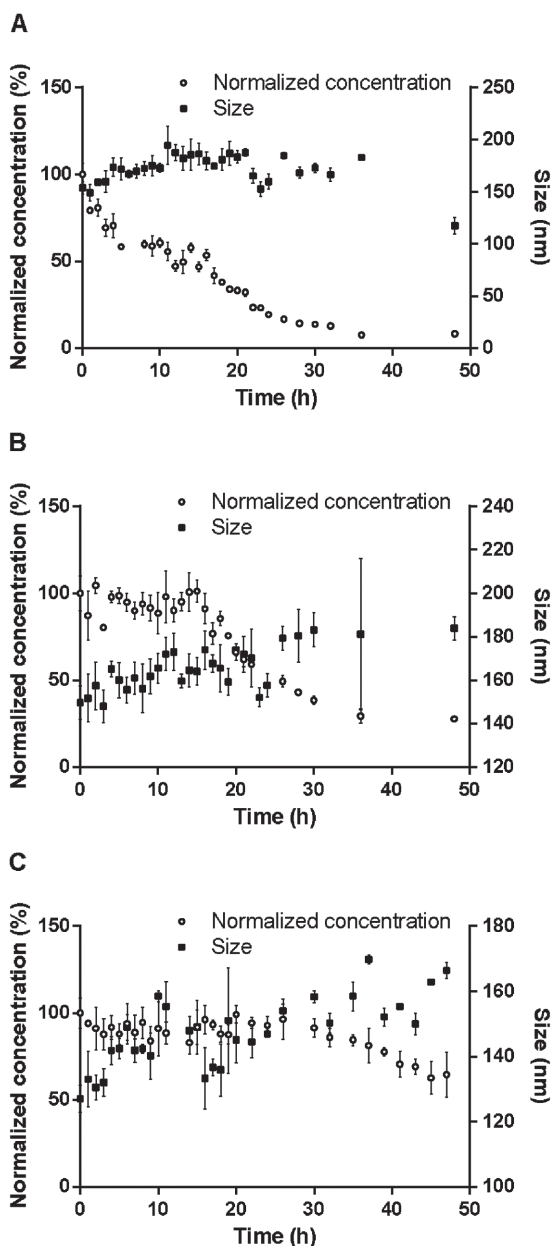 A
Normalized concentration (%)
150
100
50
0
Normalized concentration
Size
250
200
150
100
50
0
Size (nm)
0 10 20 30 40 50
Time (h)
B
Normalized concentration (%)
150
100
50
0
Normalized concentration
Size
240
220
200
180
160
140
120
Size (nm)
0 10 20 30 40 50
Time (h)
C
Normalized concentration (%)
150
100
50
0
Normalized concentration
Size
180
160
140
120
100
Size (nm)
0 10 20 30 40 50
Time (h)